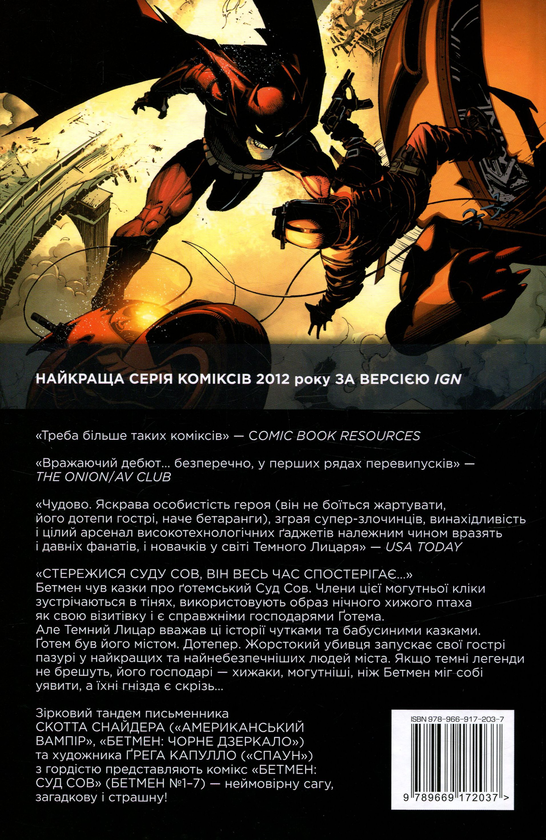 НАЙКРАЩА СЕРІЯ КОМІКСІВ 2012 року ЗА ВЕРСІЄЮ IGN
«Треба більше таких коміксів» — COMIC BOOK RESOURCES
«Вражаючий дебют... безперечно, у перших рядах перевипусків» —
THE ONION/AV CLUB
«Чудово. Яскрава особистість героя (він не боїться жартувати,
його дотепи гострі, наче бетаранги), зграя супер-злочинців, винахідливість
і цілий арсенал високотехнологічних ґаджетів належним чином вразять
і давніх фанатів, і новачків у світі Темного Лицаря» — USA TODAY
«СТЕРЕЖИСЯ СУДУ СОВ, ВІН ВЕСЬ ЧАС СПОСТЕРІГАЄ...»
Бетмен чув казки про ґотемський Суд Сов. Члени цієї могутньої кліки
зустрічаються в тінях, використовують образ нічного хижого птаха
як свою візитівку і є справжніми господарями Ґотема.
Але Темний Лицар вважав ці історії чутками та бабусиними казками.
Ґотем був його містом. Дотепер. Жорстокий убивця запускає свої гострі
пазурі у найкращих та найнебезпечніших людей міста. Якщо темні легенди
не брешуть, його господарі — хижаки, могутніші, ніж Бетмен міг собі
уявити, а їхні гнізда є скрізь...
Зірковий тандем письменника
СКОТТА СНАЙДЕРА («АМЕРИКАНСЬКИЙ
ВАМПІР», «БЕТМЕН: ЧОРНЕ ДЗЕРКАЛО»)
та художника ҐРЕГА КАПУЛЛО («СПАУН»)
з гордістю представляють комікс «БЕТМЕН:
СУД СОВ» (БЕТМЕН №1–7) — неймовірну сагу,
загадкову і страшну!
ISBN 978-966-917-203-7
9 789669 172037 >